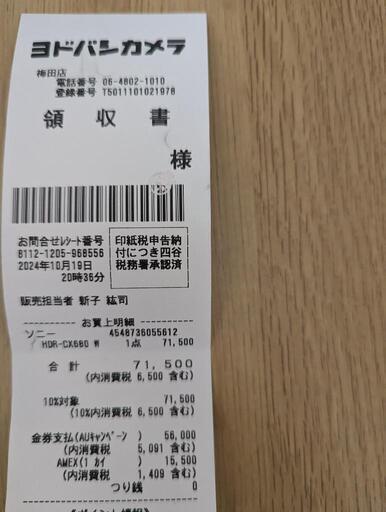 ヨドバシカメラ
梅田店
電話番号 06-4802-1010
登録番号 T5011101021978
領収書
様
お問合せレシート番号
8112-1205-968556
2024年10月19日
20時36分
印紙税申告納
付につき四谷
税務署承認済
販売担当者 新子 紘司
お買上明細
ソニー 4548736055612
HDR-CX680 W 1点 71,500
合計 71,500
(内消費税 6,500 含む)
10%対象 71,500
(10%内消費税 6,500 含む)
金券支払(AUキャンペーン ) 56,000
(内消費税 5,091 含む)
AMEX(1 カイ ) 15,500
(内消費税 1,409 含む)
つり銭 0